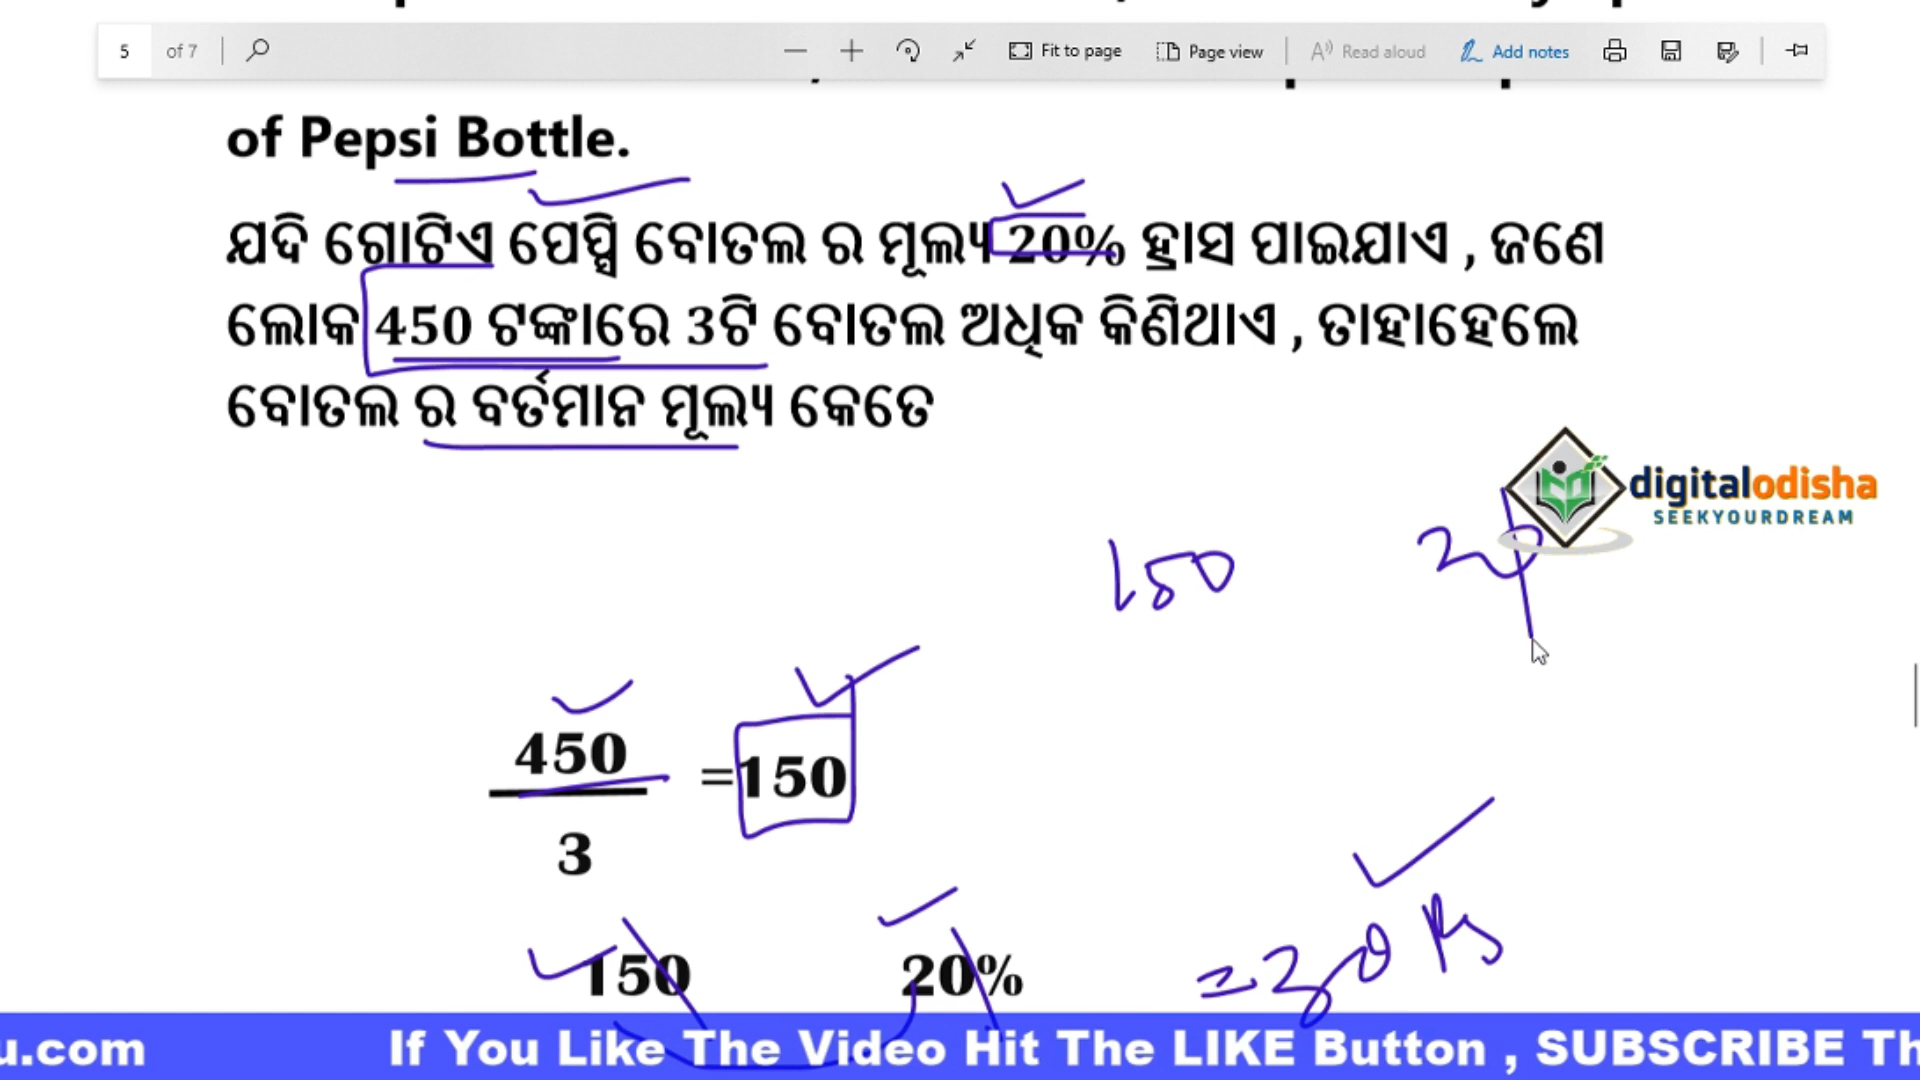 5 of 7 Fit to page Page view Read aloud Add notes
of Pepsi Bottle.
ଯଦି ଗୋଟିଏ ପେପ୍ସି ବୋତଲ ର ମୂଲ୍ୟ 20% ହ୍ରାସ ପାଇଯାଏ , ଜଣେ
ଲୋକ 450 ଟଙ୍କାରେ 3ଟି ବୋତଲ ଅଧିକ କିଣିଥାଏ , ତାହାହେଲେ
ବୋତଲ ର ବର୍ତମାନ ମୂଲ୍ୟ କେତେ
digitalodisha
SEEKYOURDREAM
150 20
450
= 150
3
150 20% = 30 Rs
u.com If You Like The Video Hit The LIKE Button , SUBSCRIBE Th